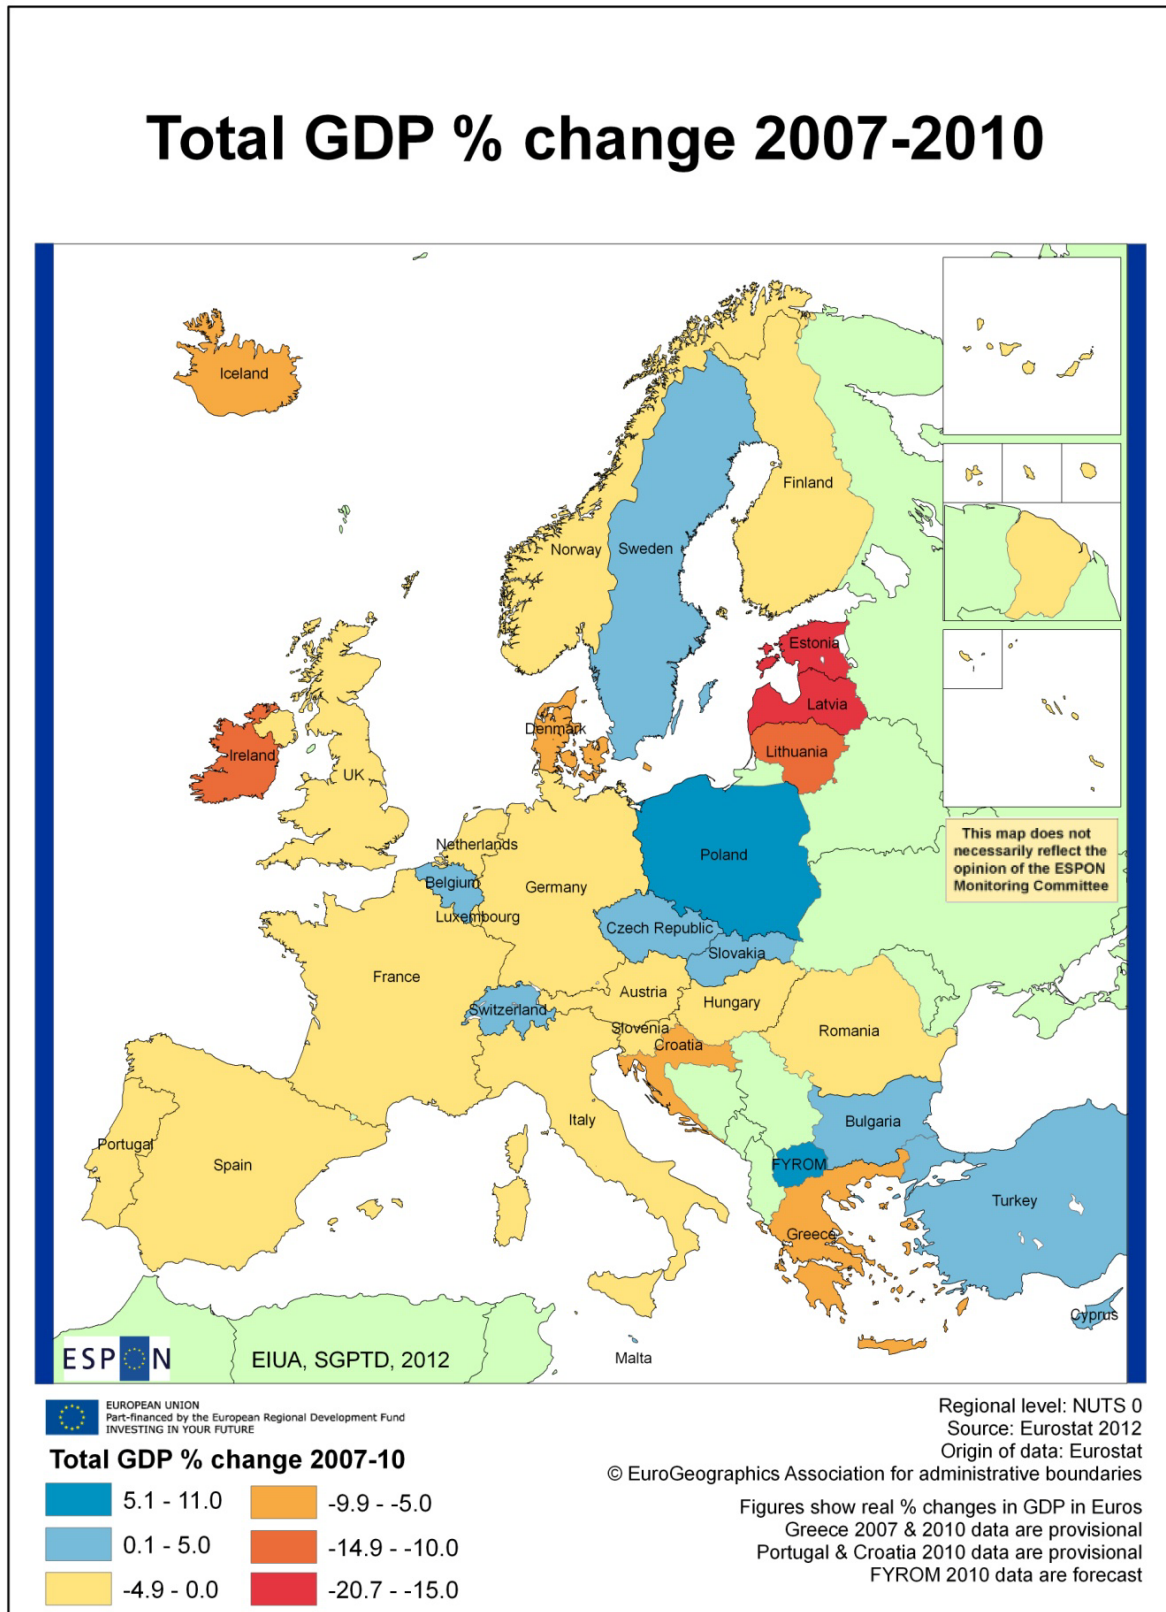 Total GDP % change 2007-2010
Iceland
Finland
Norway
Sweden
Estonia
Latvia
Lithuania
Denmark
Ireland
UK
Netherlands
Poland
This map does not
necessarily reflect the
opinion of the ESPON
Monitoring Committee
Belgium
Germany
Luxembourg
Czech Republic
Slovakia
France
Austria
Switzerland
Hungary
Slovenia
Romania
Croatia
Italy
Bulgaria
Portugal
Spain
FYROM
Turkey
Greece
Cyprus
Malta
ESPON
EIUA, SGPTD, 2012
EUROPEAN UNION
Part-financed by the European Regional Development Fund
INVESTING IN YOUR FUTURE
Regional level: NUTS 0
Source: Eurostat 2012
Origin of data: Eurostat
© EuroGeographics Association for administrative boundaries
Total GDP % change 2007-10
5.1 - 11.0
0.1 - 5.0
-4.9 - 0.0
-9.9 - -5.0
-14.9 - -10.0
-20.7 - -15.0
Figures show real % changes in GDP in Euros
Greece 2007 & 2010 data are provisional
Portugal & Croatia 2010 data are provisional
FYROM 2010 data are forecast